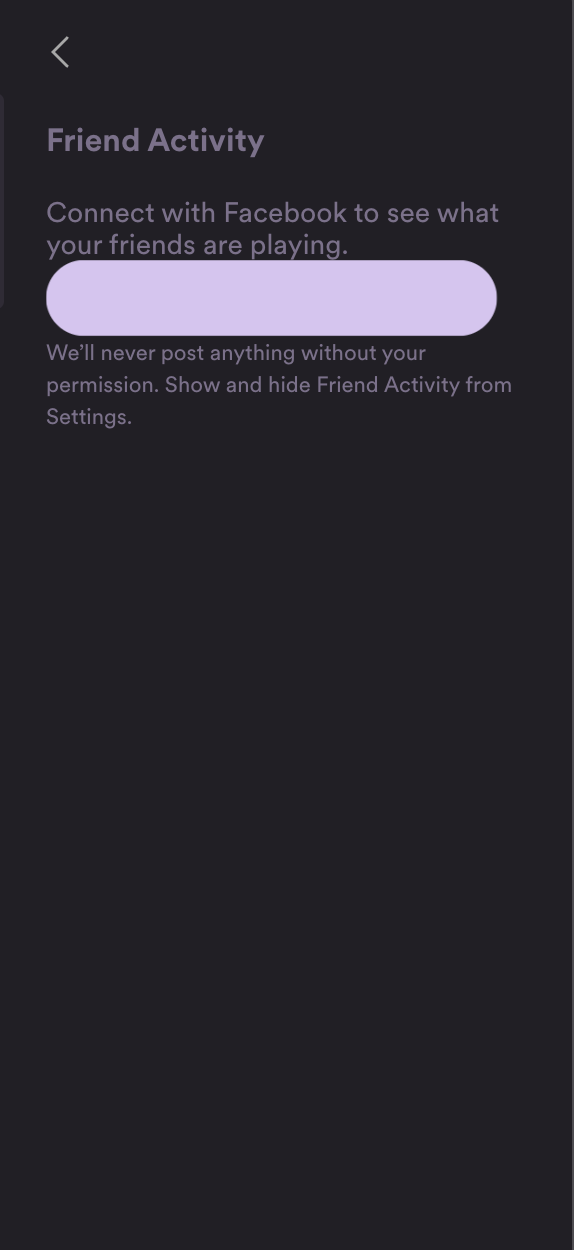 Friend Activity
Connect with Facebook to see what
your friends are playing.
We’ll never post anything without your
permission. Show and hide Friend Activity from
Settings.